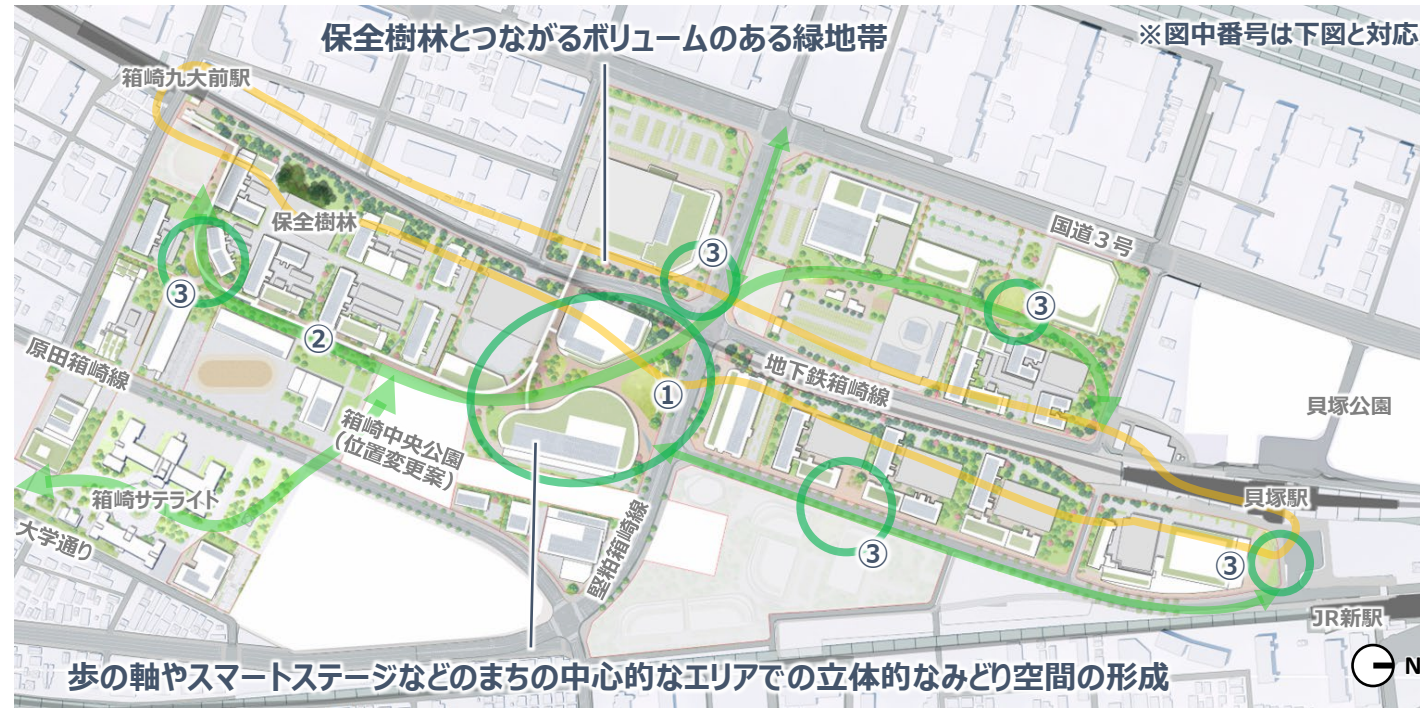 保全樹林とつながるボリュームのある緑地帯
※図中番号は下図と対応
箱崎九大前駅
保全樹林
国道3号
③
③
③
②
原田箱崎線
①
地下鉄箱崎線
貝塚公園
箱崎中央公園
(位置変更案)
箱崎サテライト
貝塚駅
大学通り
堅粕箱崎線
③
③
JR新駅
歩の軸やスマートステージなどのまちの中心的なエリアでの立体的なみどり空間の形成
N